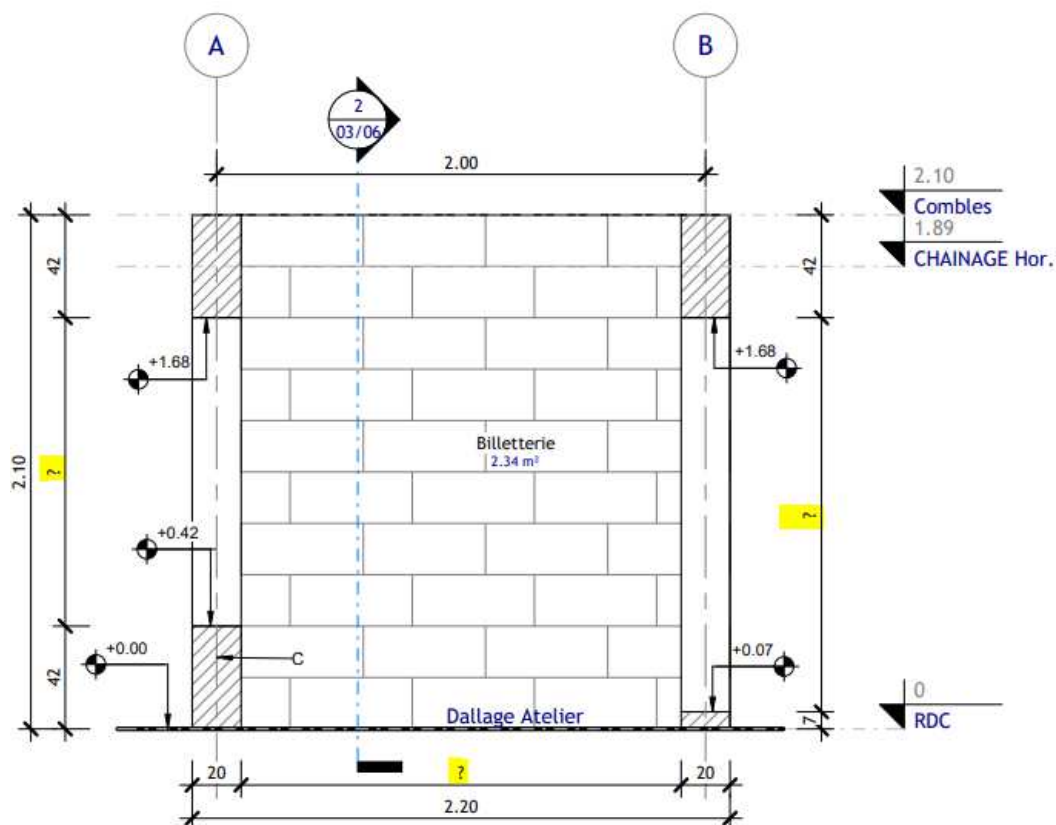 A
B
2
03/06
2.00
2.10
Combles
1.89
CHAINAGE Hor.
42
42
+1.68
+1.68
Billetterie
2.34 m²
2.10
?
?
+0.42
+0.00
+0.07
C
42
Dallage Atelier
7
0
RDC
20
?
20
2.20